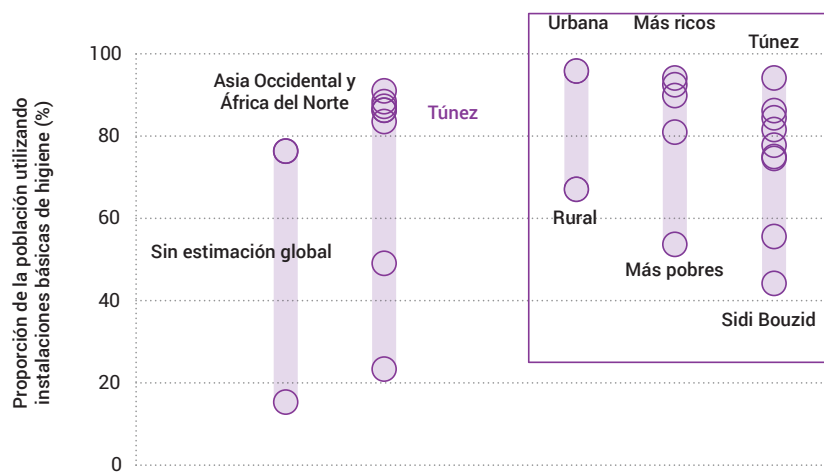 Proporción de la población utilizando
instalaciones básicas de higiene (%)
100
80
60
40
20
0
Asia Occidental y
África del Norte
Túnez
Sin estimación global
Urbana
Rural
Más ricos
Más pobres
Túnez
Sidi Bouzid